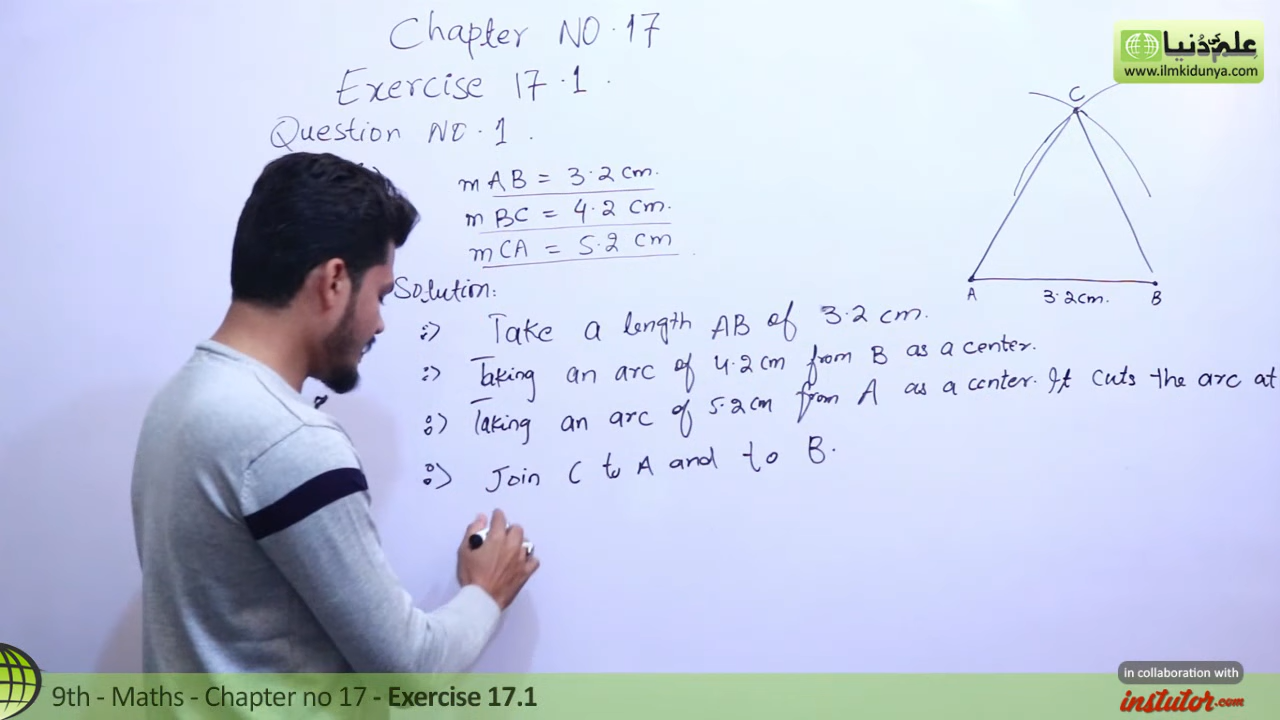 Chapter NO.17
Exercise 17.1.
Question NO.1.
mAB = 3.2 cm.
mBC = 4.2 cm.
mCA = 5.2 cm
Solution:
:) Take a length AB of 3.2 cm.
:) Taking an arc of 4.2 cm from B as a center.
:) Taking an arc of 5.2 cm from A as a center. It cuts the arc at
:) Join C to A and to B.
C
A
3.2cm.
B
علم کی دُنیا
www.ilmkidunya.com
9th - Maths - Chapter no 17 - Exercise 17.1
in collaboration with
instutor.com